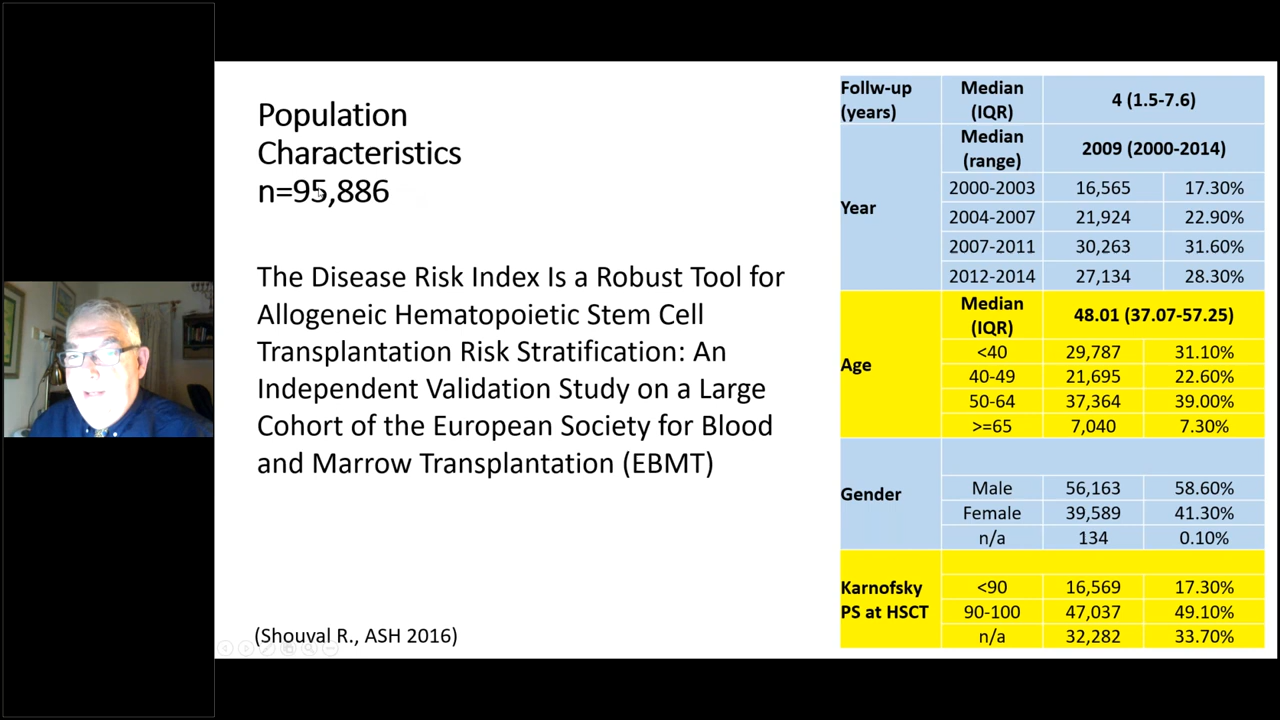 Population
Characteristics
n=95,886
The Disease Risk Index Is a Robust Tool for
Allogeneic Hematopoietic Stem Cell
Transplantation Risk Stratification: An
Independent Validation Study on a Large
Cohort of the European Society for Blood
and Marrow Transplantation (EBMT)
(Shouval R., ASH 2016)
Follw-up
(years)
Median
(IQR)
4 (1.5-7.6)
Year
Median
(range)
2009 (2000-2014)
2000-2003 16,565 17.30%
2004-2007 21,924 22.90%
2007-2011 30,263 31.60%
2012-2014 27,134 28.30%
Age
Median
(IQR)
48.01 (37.07-57.25)
<40 29,787 31.10%
40-49 21,695 22.60%
50-64 37,364 39.00%
>=65 7,040 7.30%
Gender
Male 56,163 58.60%
Female 39,589 41.30%
n/a 134 0.10%
Karnofsky
PS at HSCT
<90 16,569 17.30%
90-100 47,037 49.10%
n/a 32,282 33.70%